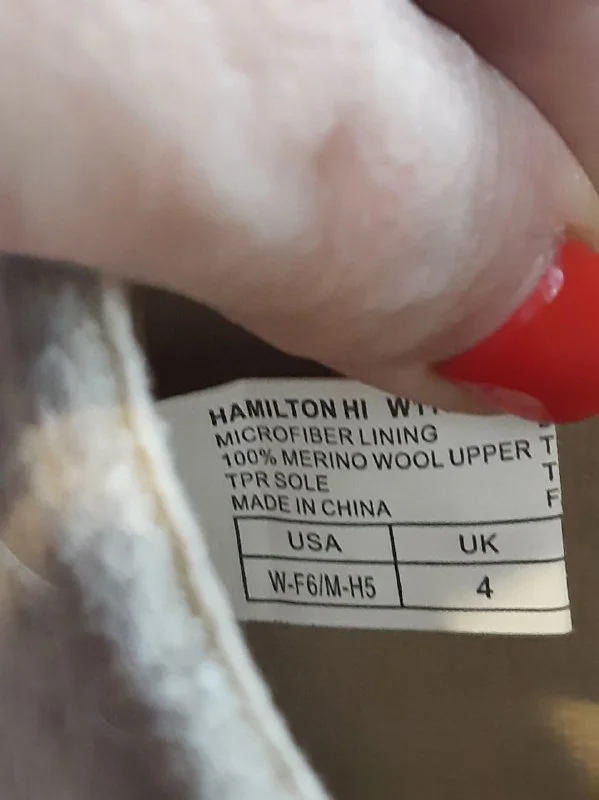 HAMILTON HI
MICROFIBER LINING T
100% MERINO WOOL UPPER T
TPR SOLE F
MADE IN CHINA
USA UK
W-F6/M-H5 4